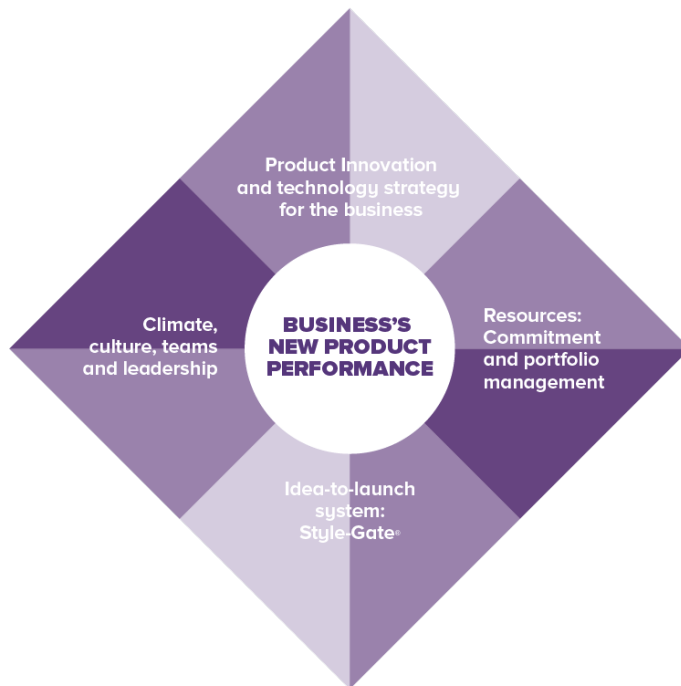 Product Innovation
and technology strategy
for the business
Climate,
culture, teams
and leadership
BUSINESS'S
NEW PRODUCT
PERFORMANCE
Resources:
Commitment
and portfolio
management
Idea-to-launch
system:
Style-Gate®